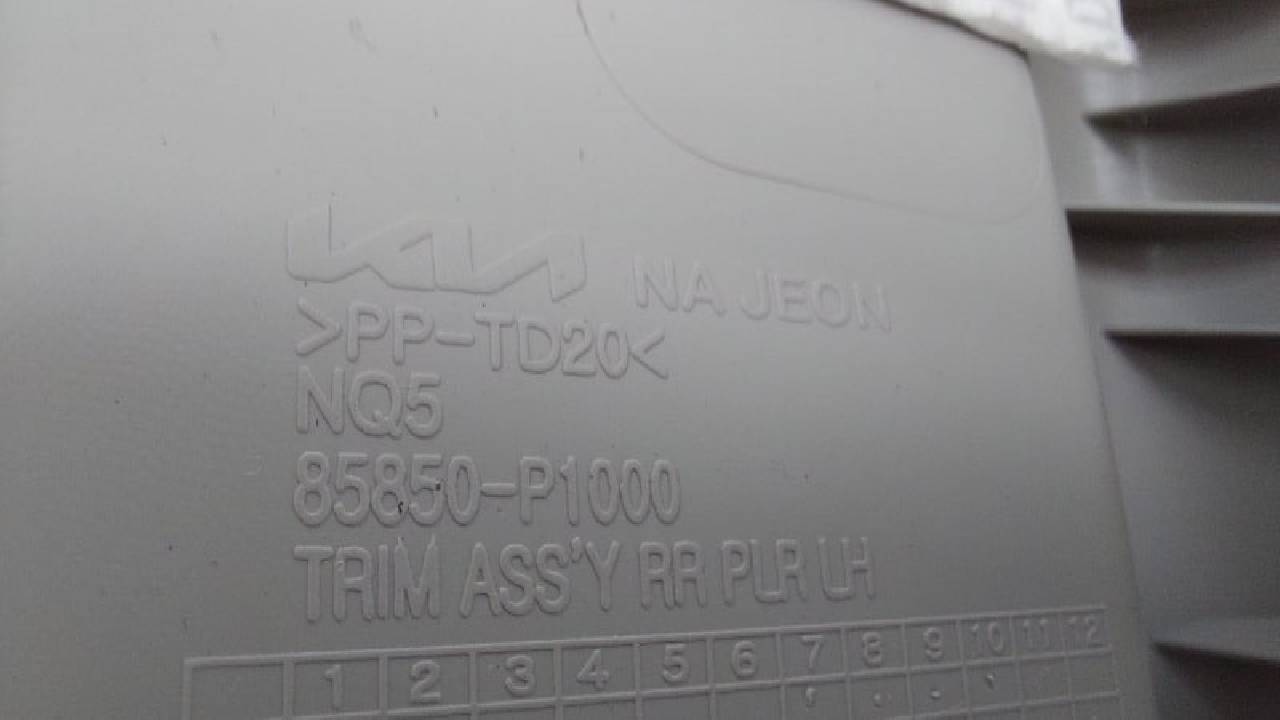 KIA NA JEON
>PP-TD20<
NQ5
85850-P1000
TRIM ASS'Y RR PLR LH
1 2 3 4 5 6 7 8 9 10 11 12